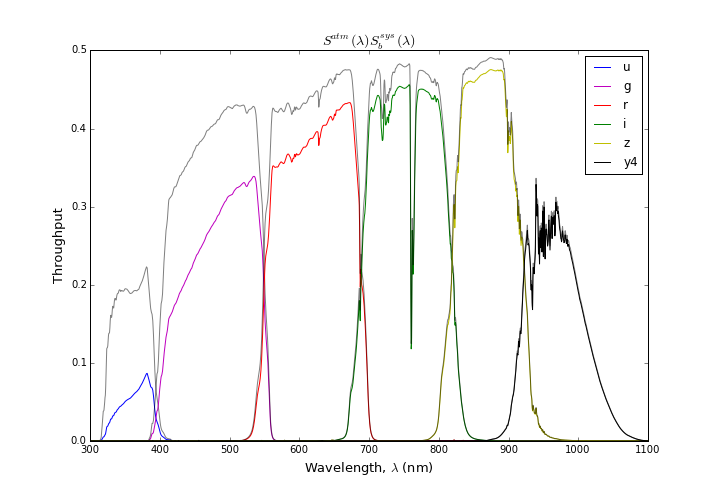 S^{atm}(λ)S_b^{sys}(λ)
0.5
0.4
0.3
0.2
0.1
0.0
Throughput
u
g
r
i
z
y4
300 400 500 600 700 800 900 1000 1100
Wavelength, λ (nm)